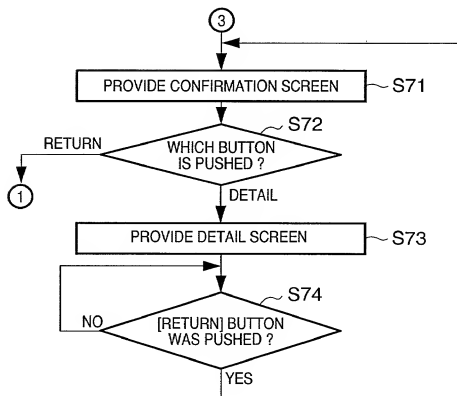 3
PROVIDE CONFIRMATION SCREEN
S71
S72
RETURN
WHICH BUTTON
IS PUSHED ?
1
DETAIL
PROVIDE DETAIL SCREEN
S73
S74
NO
[RETURN] BUTTON
WAS PUSHED ?
YES